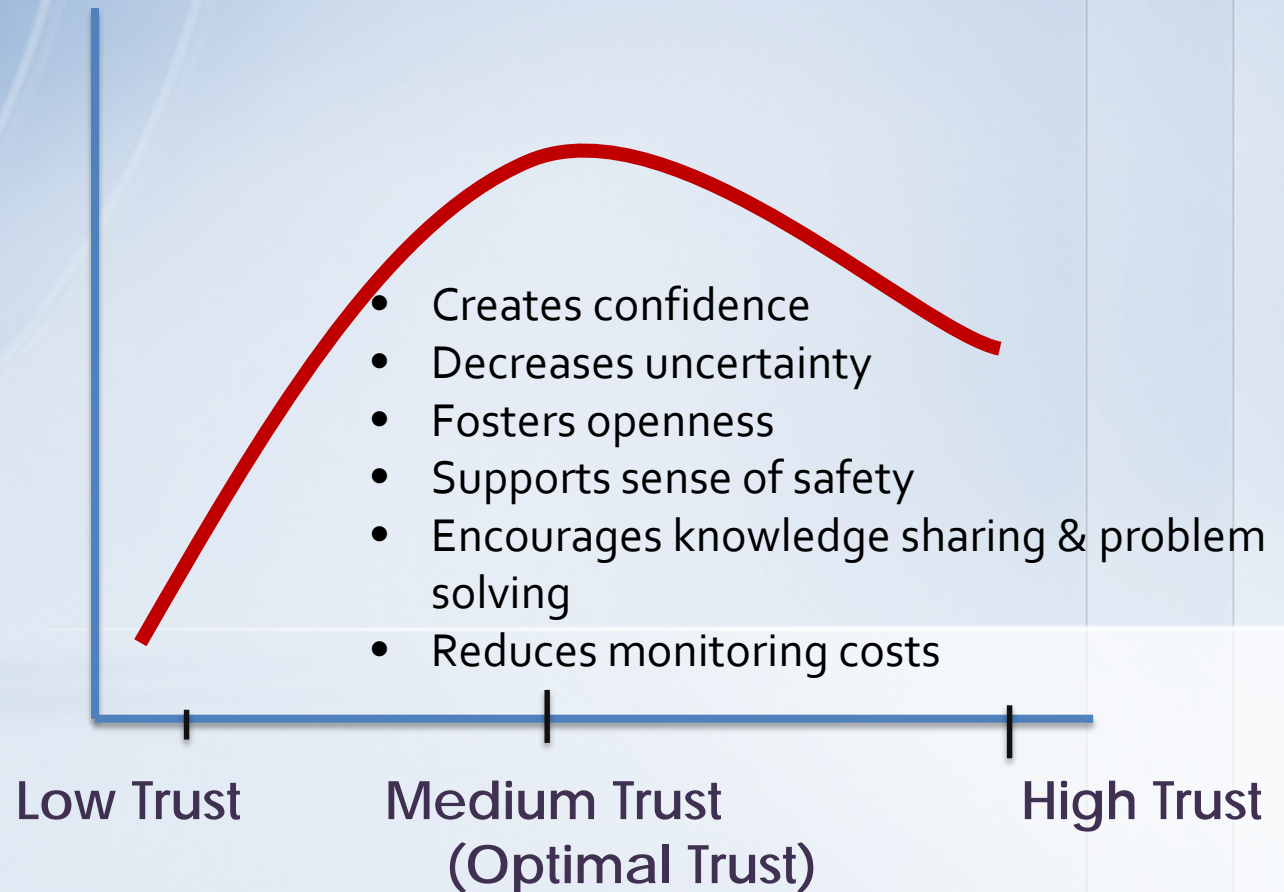 • Creates confidence
• Decreases uncertainty
• Fosters openness
• Supports sense of safety
• Encourages knowledge sharing & problem
solving
• Reduces monitoring costs
Low Trust Medium Trust High Trust
(Optimal Trust)